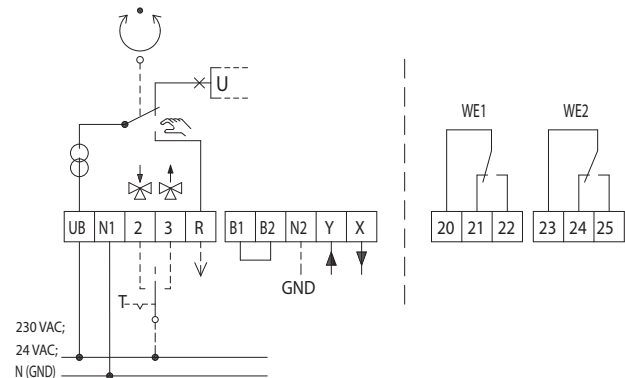 U
WE1 WE2
UB N1 2 3 R B1 B2 N2 Y X 20 21 22 23 24 25
GND
T
230 VAC;
24 VAC;
N (GND)